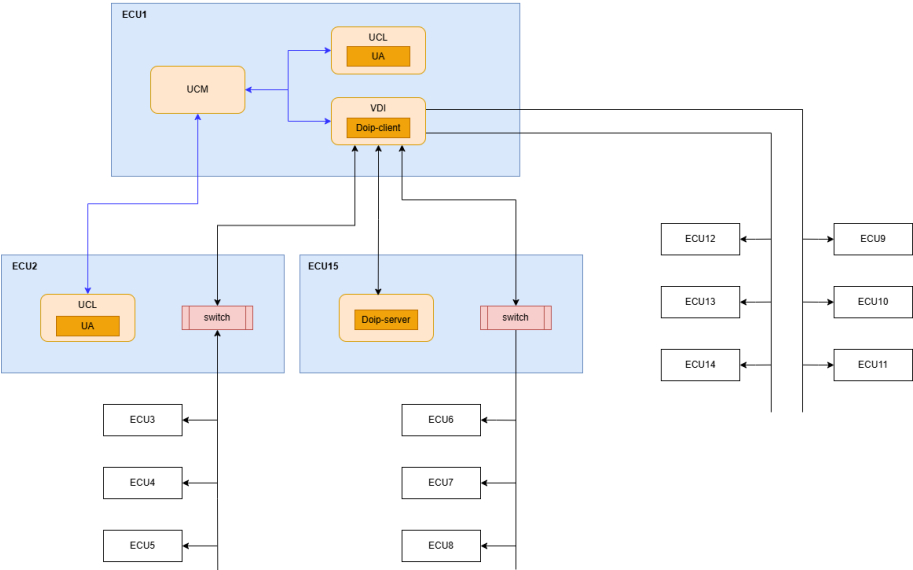 ECU1
UCL
UA
UCM
VDI
Doip-client
ECU12
ECU9
ECU2
ECU15
UCL
UA
switch
Doip-server
switch
ECU13
ECU10
ECU14
ECU11
ECU3
ECU6
ECU4
ECU7
ECU5
ECU8